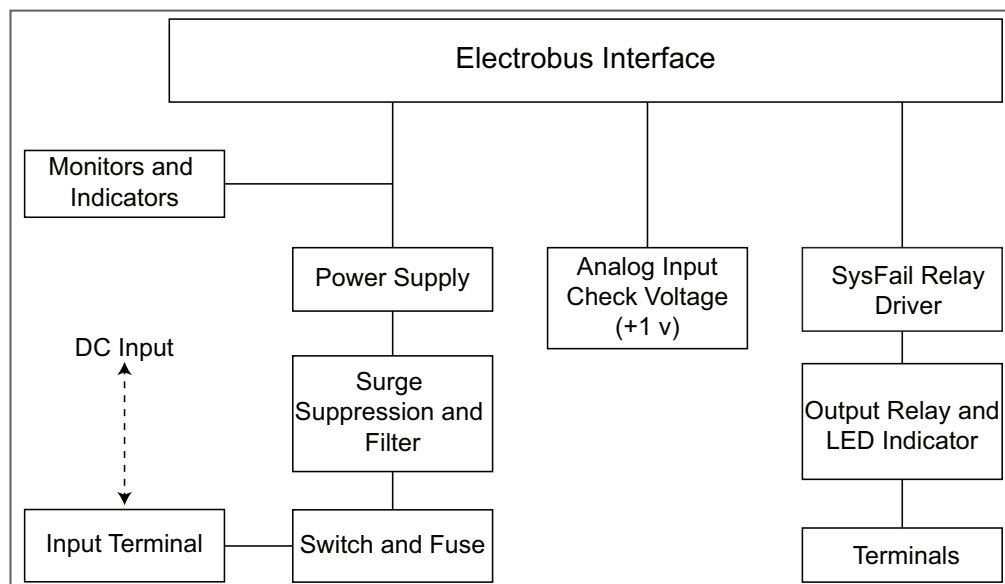 Electrobus Interface
Monitors and
Indicators
Power Supply
Analog Input
Check Voltage
(+1 v)
SysFail Relay
Driver
DC Input
Surge
Suppression and
Filter
Output Relay and
LED Indicator
Input Terminal
Switch and Fuse
Terminals